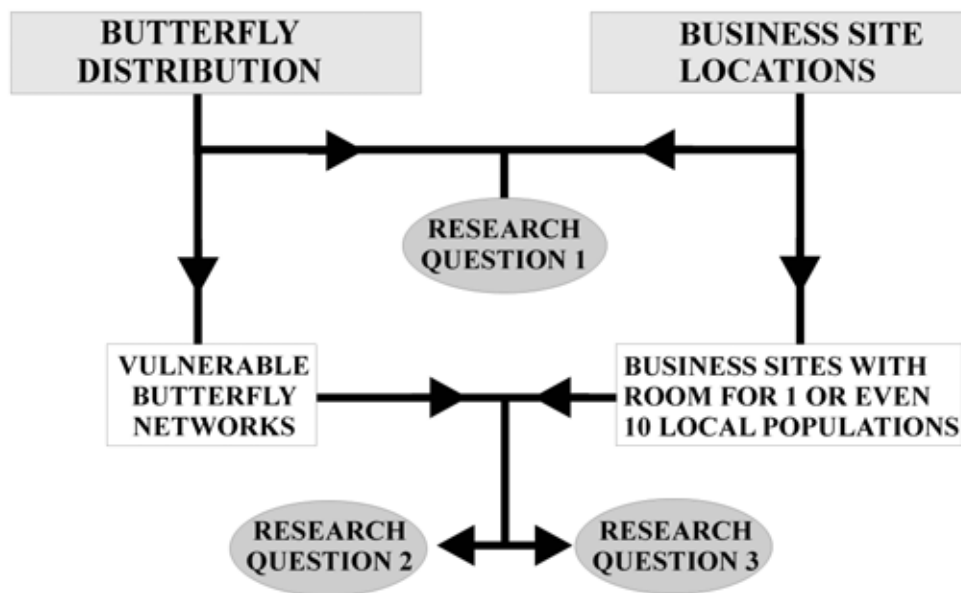 BUTTERFLY
DISTRIBUTION
BUSINESS SITE
LOCATIONS
RESEARCH
QUESTION 1
VULNERABLE
BUTTERFLY
NETWORKS
BUSINESS SITES WITH
ROOM FOR 1 OR EVEN
10 LOCAL POPULATIONS
RESEARCH
QUESTION 2
RESEARCH
QUESTION 3